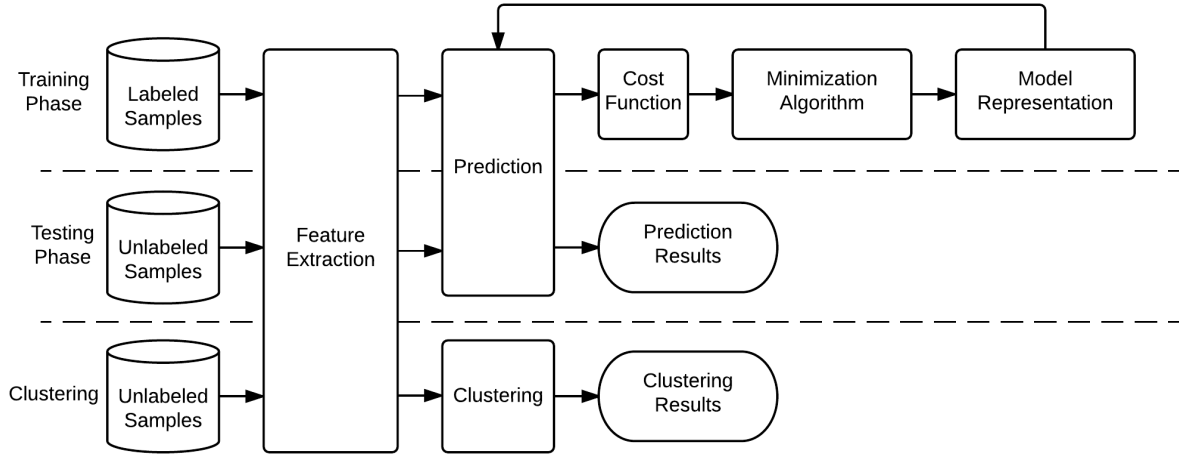 Training
Phase
Labeled
Samples
Feature
Extraction
Prediction
Cost
Function
Minimization
Algorithm
Model
Representation
Testing
Phase
Unlabeled
Samples
Prediction
Results
Clustering
Unlabeled
Samples
Clustering
Clustering
Results